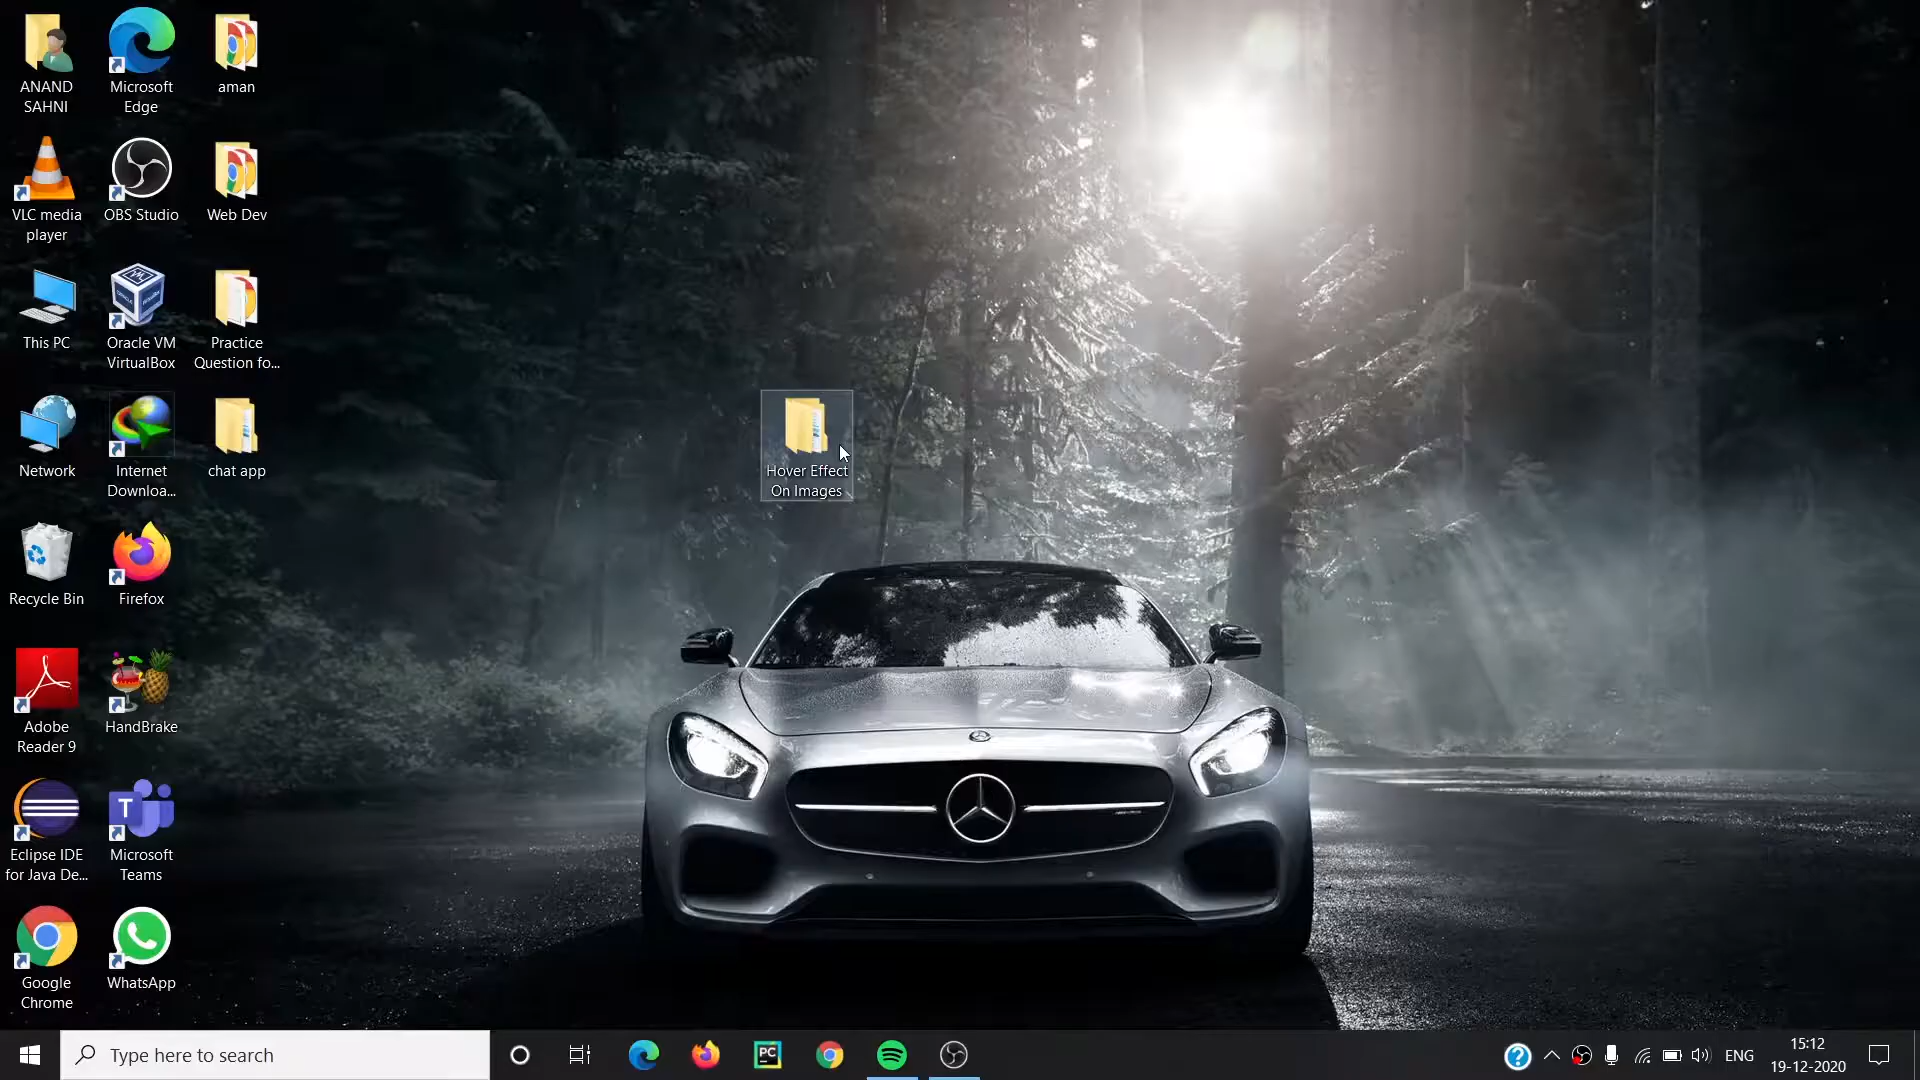 ANAND
SAHNI
Microsoft
Edge
aman
VLC media
player
OBS Studio
Web Dev
This PC
Oracle VM
VirtualBox
Practice
Question fo...
Network
Internet
Downloa...
chat app
Hover Effect
On Images
Recycle Bin
Firefox
Adobe
Reader 9
HandBrake
Eclipse IDE
for Java De...
Microsoft
Teams
Google
Chrome
WhatsApp
Type here to search
PC
ENG
15:12
19-12-2020